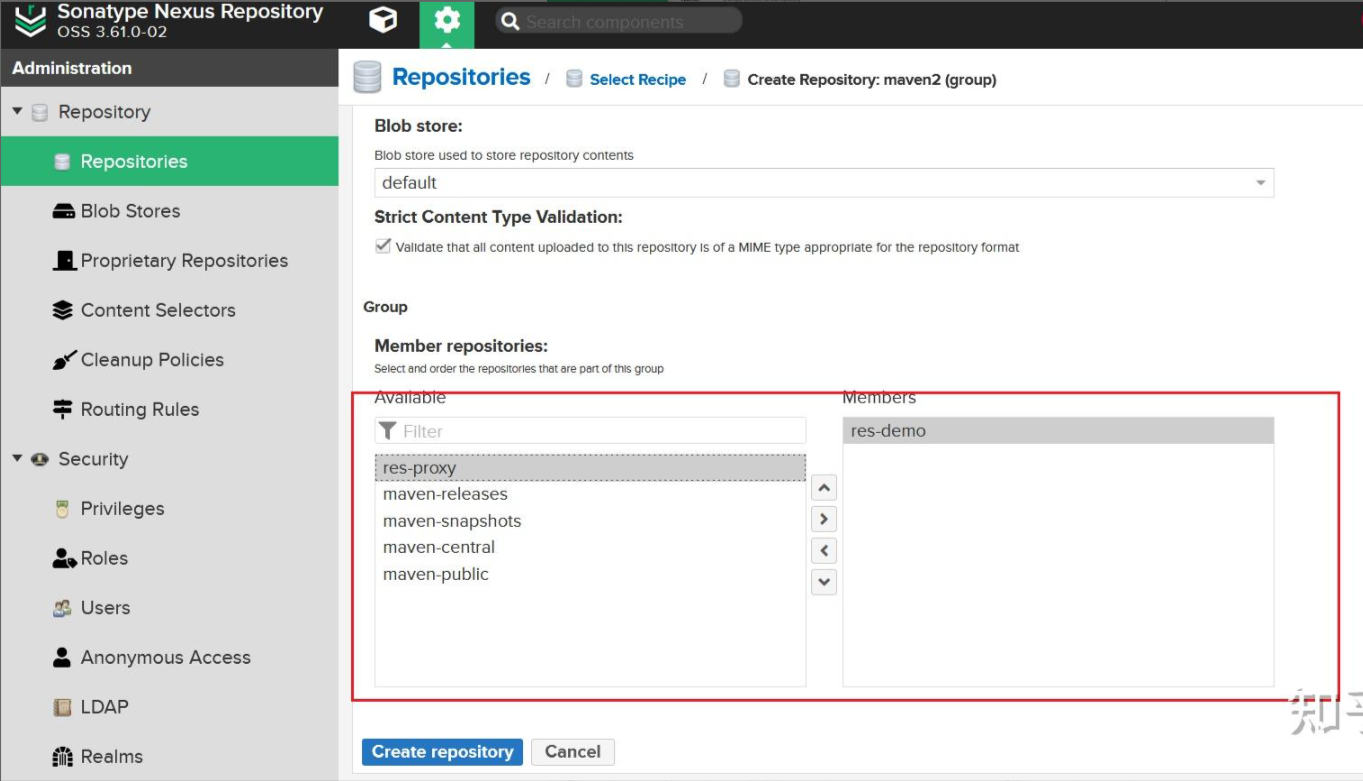 Sonatype Nexus Repository
OSS 3.61.0-02
Search components
Administration
Repositories / Select Recipe / Create Repository: maven2 (group)
Repository
Repositories
Blob Stores
Proprietary Repositories
Content Selectors
Cleanup Policies
Routing Rules
Security
Privileges
Roles
Users
Anonymous Access
LDAP
Realms
Blob store:
Blob store used to store repository contents
default
Strict Content Type Validation:
Validate that all content uploaded to this repository is of a MIME type appropriate for the repository format
Group
Member repositories:
Select and order the repositories that are part of this group
Available
Filter
res-proxy
maven-releases
maven-snapshots
maven-central
maven-public
Members
res-demo
Create repository
Cancel
知乎